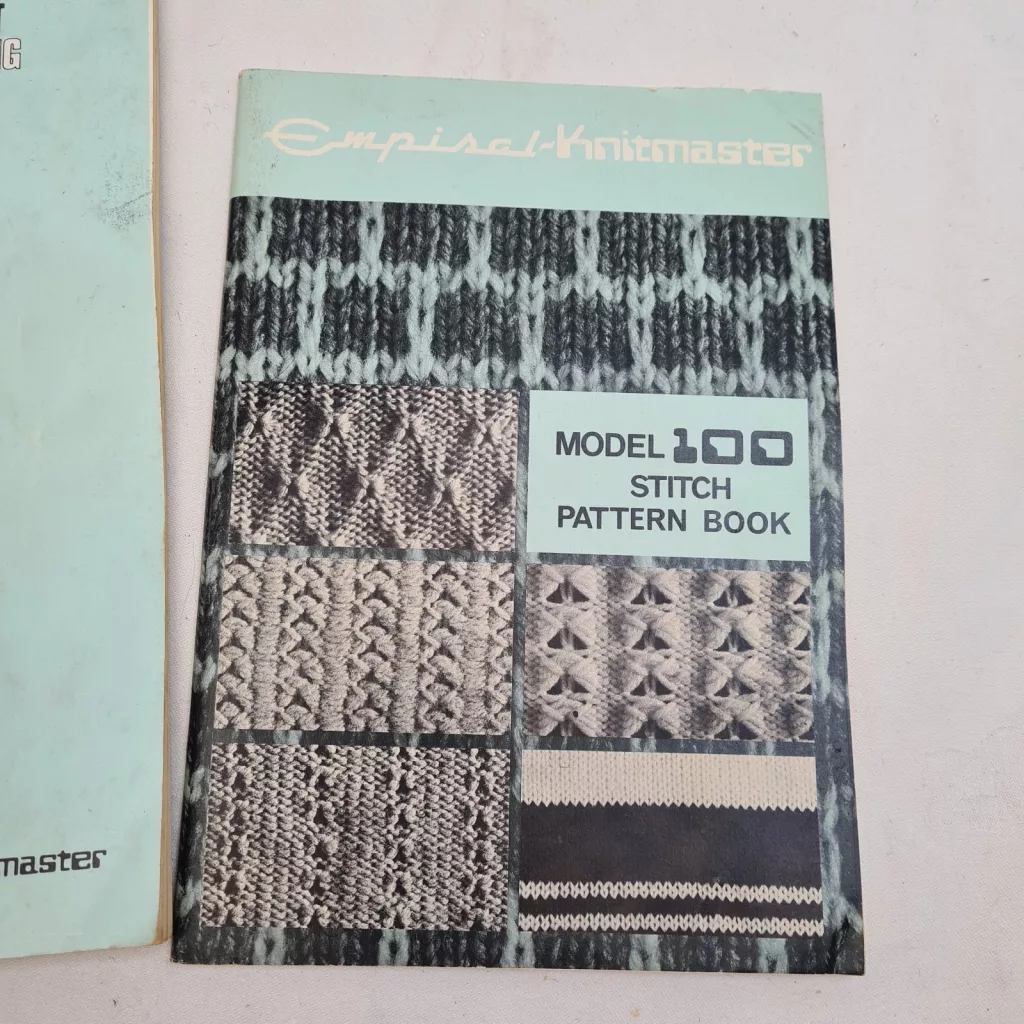 Empisal-Knitmaster
MODEL 100
STITCH
PATTERN BOOK
master